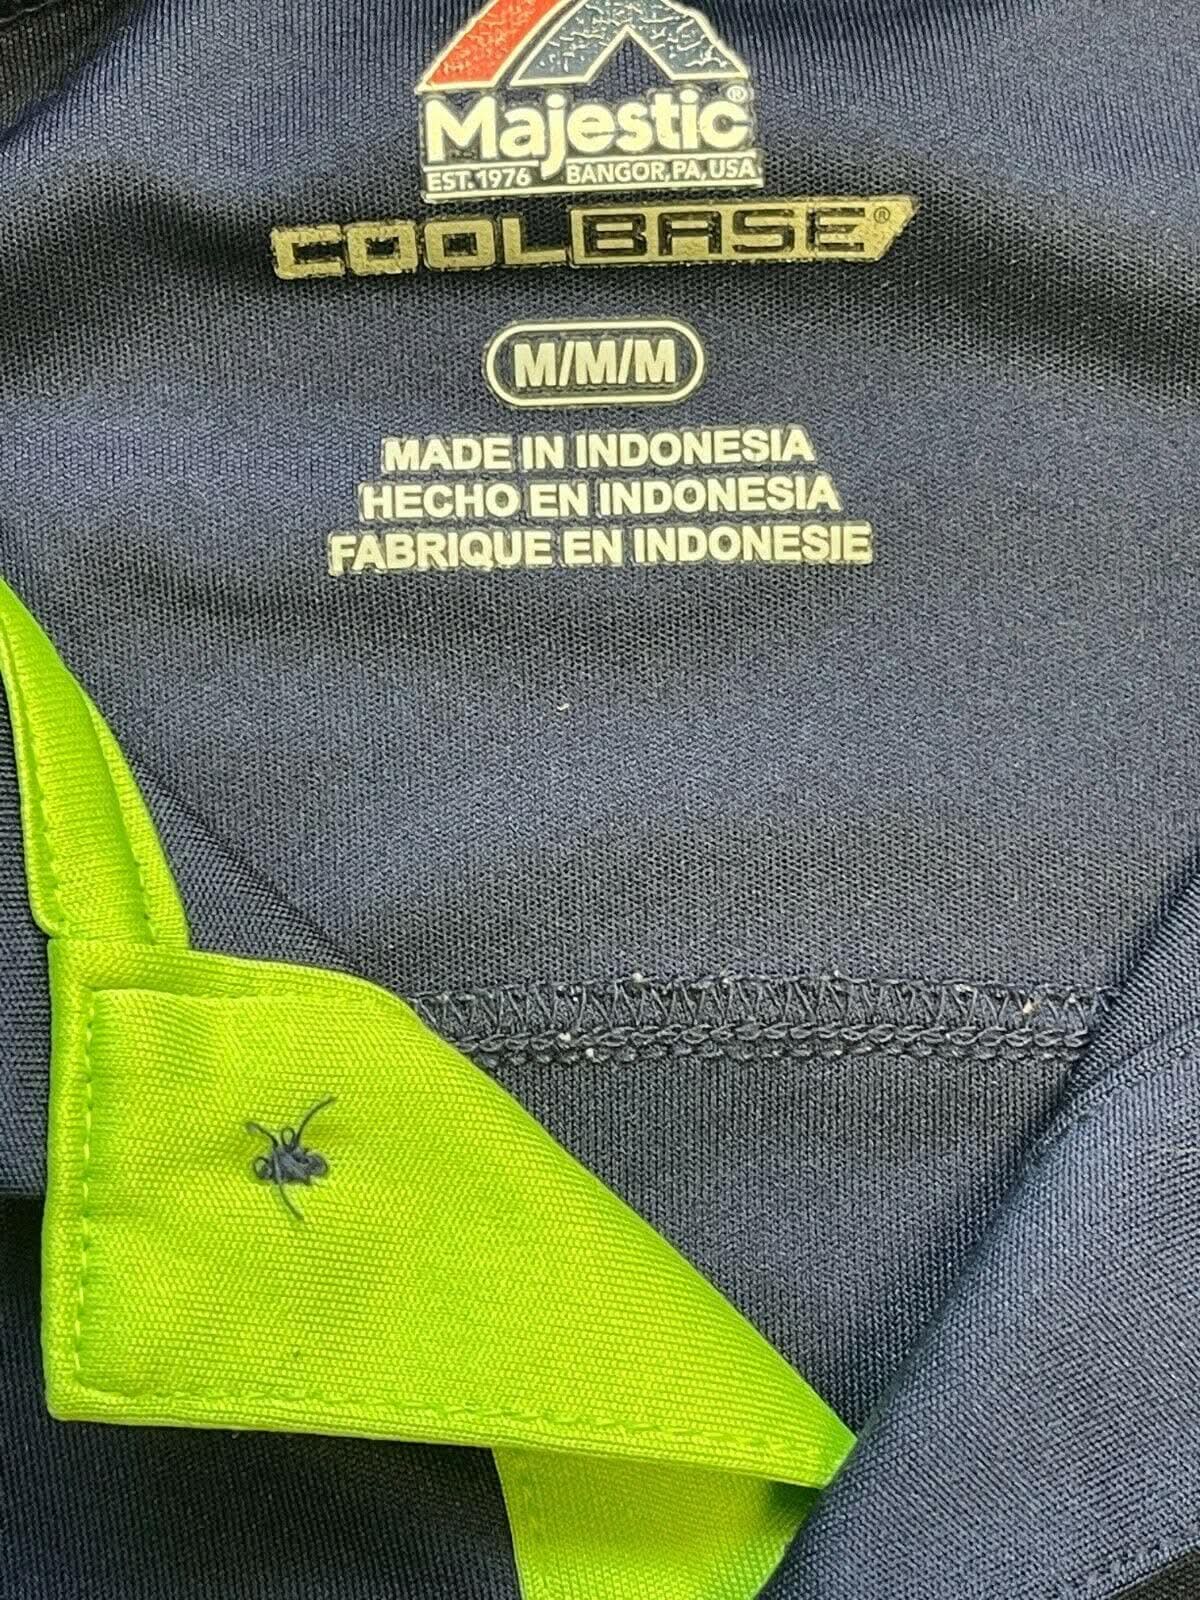 Majestic®
EST. 1976 BANGOR, PA, USA
COOLBASE®
M/M/M
MADE IN INDONESIA
HECHO EN INDONESIA
FABRIQUE EN INDONESIE